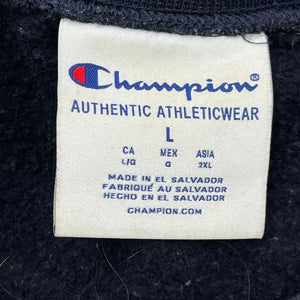 Champion®
AUTHENTIC ATHLETICWEAR
L
CA MEX ASIA
L/G G 2XL
MADE IN EL SALVADOR
FABRIQUÉ AU SALVADOR
HECHO EN EL SALVADOR
CHAMPION.COM